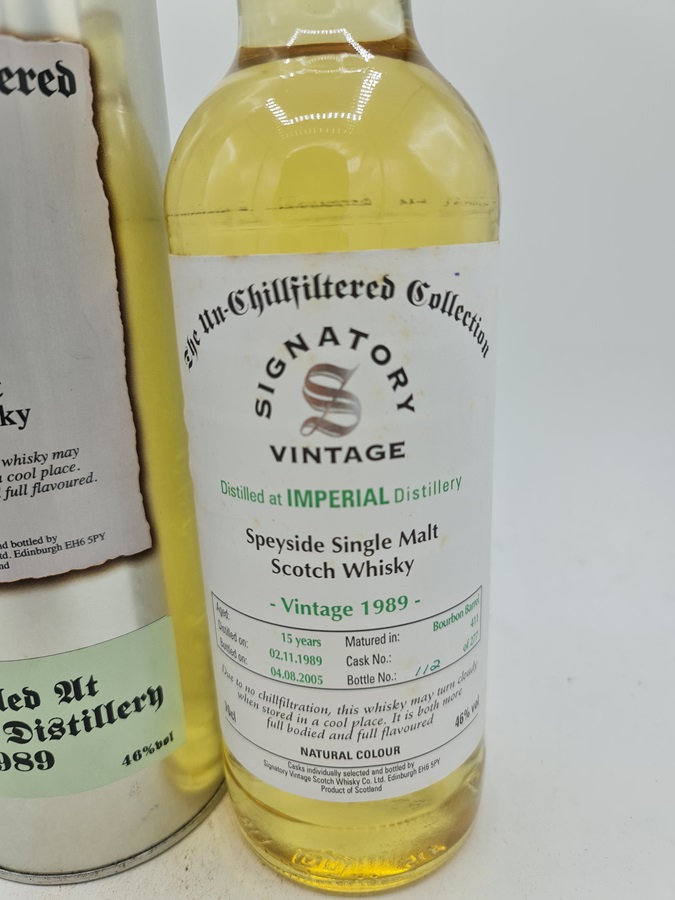 ered
ky
whisky may
cool place.
full flavoured.
nd bottled by
td. Edinburgh EH6 5PY
nd
led At
Distillery
989
46%vol
The Un-Chillfiltered Collection
SIGNATORY
S
VINTAGE
Distilled at IMPERIAL Distillery
Speyside Single Malt
Scotch Whisky
- Vintage 1989 -
Aged: 15 years Matured in: Bourbon Barrel
Distilled on: 02.11.1989 Cask No.:
Bottled on: 04.08.2005 Bottle No.: 112 of
Due to no chillfiltration, this whisky may turn cloudy,
when stored in a cool place. It is both more
full bodied and full flavoured
70cl
46% vol
NATURAL COLOUR
Casks individually selected and bottled by
Signatory Vintage Scotch Whisky Co. Ltd. Edinburgh EH6 5PY
Product of Scotland